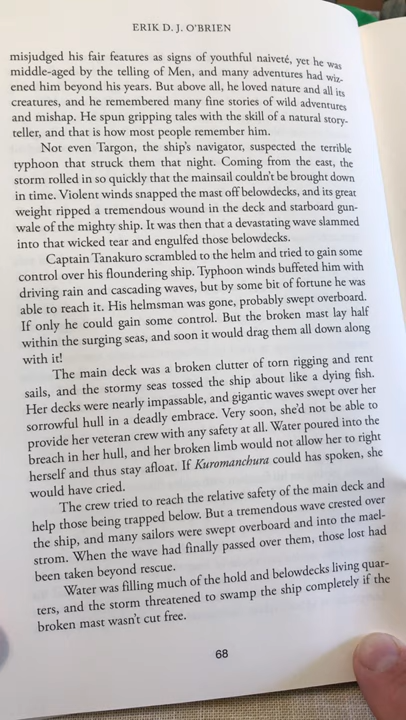 ERIK D. J. O'BRIEN
misjudged his fair features as signs of youthful naiveté, yet he was
middle-aged by the telling of Men, and many adventures had wiz-
ened him beyond his years. But above all, he loved nature and all its
creatures, and he remembered many fine stories of wild adventures
and mishap. He spun gripping tales with the skill of a natural story-
teller, and that is how most people remember him.
Not even Targon, the ship's navigator, suspected the terrible
typhoon that struck them that night. Coming from the east, the
storm rolled in so quickly that the mainsail couldn't be brought down
in time. Violent winds snapped the mast off belowdecks, and its great
weight ripped a tremendous wound in the deck and starboard gun-
wale of the mighty ship. It was then that a devastating wave slammed
into that wicked tear and engulfed those belowdecks.
Captain Tanakuro scrambled to the helm and tried to gain some
control over his floundering ship. Typhoon winds buffeted him with
driving rain and cascading waves, but by some bit of fortune he was
able to reach it. His helmsman was gone, probably swept overboard.
If only he could gain some control. But the broken mast lay half
within the surging seas, and soon it would drag them all down along
with it!
The main deck was a broken clutter of torn rigging and rent
sails, and the stormy seas tossed the ship about like a dying fish.
Her decks were nearly impassable, and gigantic waves swept over her
sorrowful hull in a deadly embrace. Very soon, she'd not be able to
provide her veteran crew with any safety at all. Water poured into the
breach in her hull, and her broken limb would not allow her to right
herself and thus stay afloat. If Kuromanchura could has spoken, she
would have cried.
The crew tried to reach the relative safety of the main deck and
help those being trapped below. But a tremendous wave crested over
the ship, and many sailors were swept overboard and into the mael-
strom. When the wave had finally passed over them, those lost had
been taken beyond rescue.
Water was filling much of the hold and belowdecks living quar-
ters, and the storm threatened to swamp the ship completely if the
broken mast wasn't cut free.
68